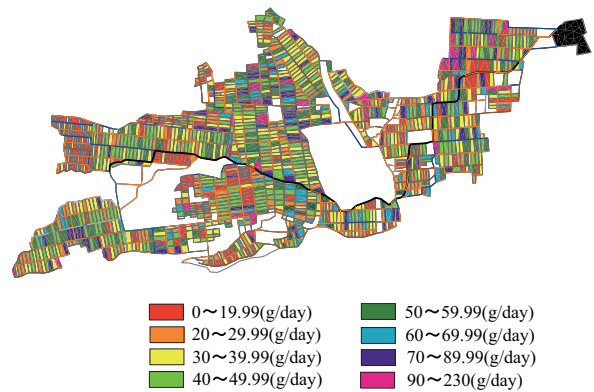 0～19.99(g/day)
20～29.99(g/day)
30～39.99(g/day)
40～49.99(g/day)
50～59.99(g/day)
60～69.99(g/day)
70～89.99(g/day)
90～230(g/day)